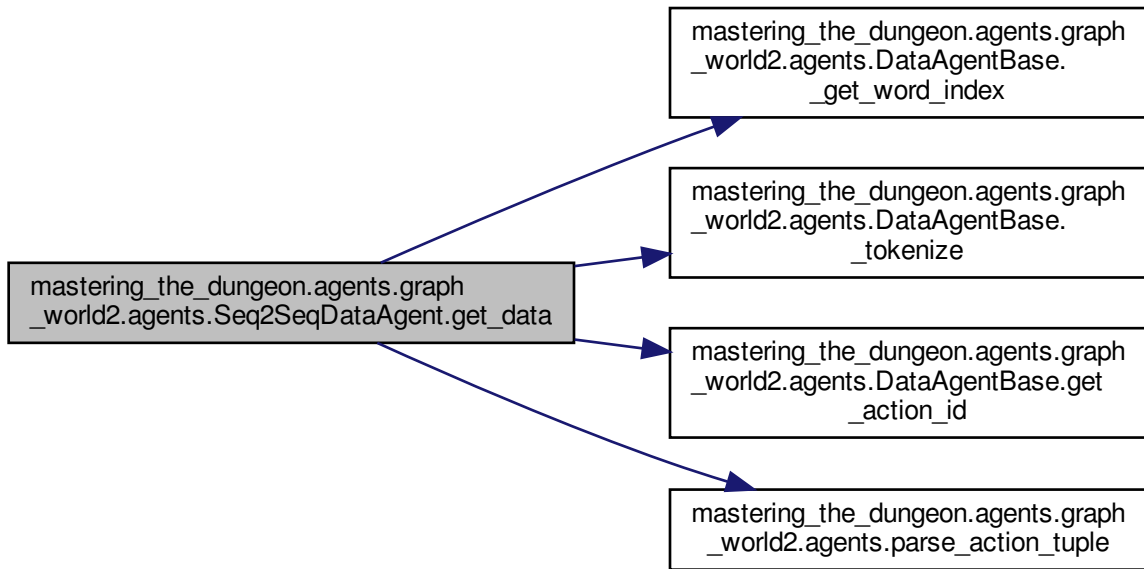 mastering_the_dungeon.agents.graph
_world2.agents.DataAgentBase.
_get_word_index
mastering_the_dungeon.agents.graph
_world2.agents.DataAgentBase.
_tokenize
mastering_the_dungeon.agents.graph
_world2.agents.Seq2SeqDataAgent.get_data
mastering_the_dungeon.agents.graph
_world2.agents.DataAgentBase.get
_action_id
mastering_the_dungeon.agents.graph
_world2.agents.parse_action_tuple